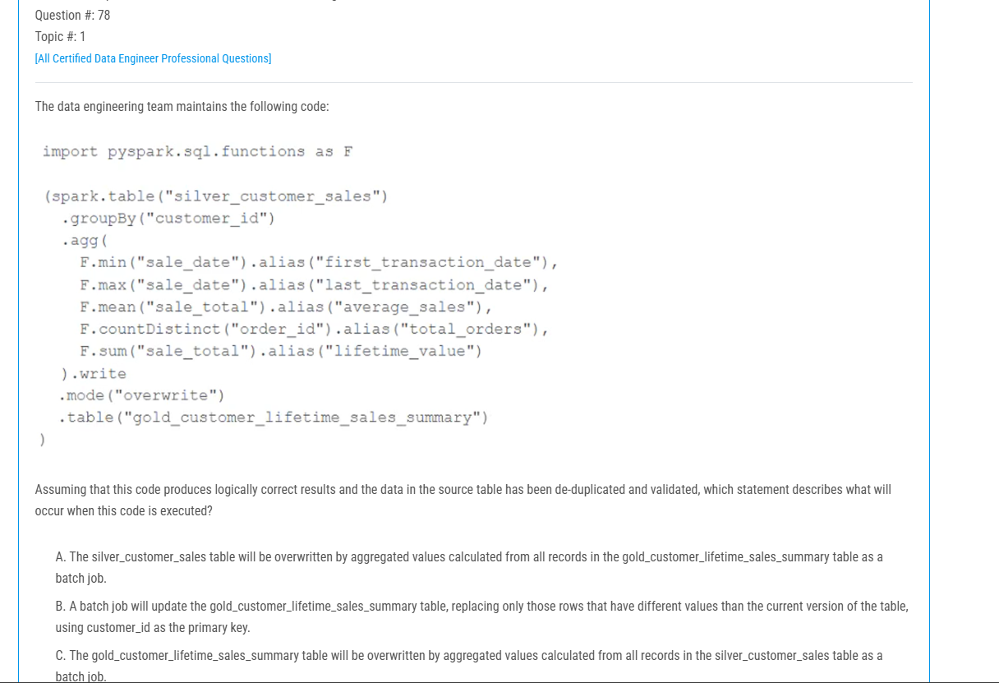 Question #: 78
Topic #: 1
[All Certified Data Engineer Professional Questions]
The data engineering team maintains the following code:
import pyspark.sql.functions as F
(spark.table("silver_customer_sales")
.groupBy("customer_id")
.agg(
F.min("sale_date").alias("first_transaction_date"),
F.max("sale_date").alias("last_transaction_date"),
F.mean("sale_total").alias("average_sales"),
F.countDistinct("order_id").alias("total_orders"),
F.sum("sale_total").alias("lifetime_value")
).write
.mode("overwrite")
.table("gold_customer_lifetime_sales_summary")
)
Assuming that this code produces logically correct results and the data in the source table has been de-duplicated and validated, which statement describes what will
occur when this code is executed?
A. The silver_customer_sales table will be overwritten by aggregated values calculated from all records in the gold_customer_lifetime_sales_summary table as a
batch job.
B. A batch job will update the gold_customer_lifetime_sales_summary table, replacing only those rows that have different values than the current version of the table,
using customer_id as the primary key.
C. The gold_customer_lifetime_sales_summary table will be overwritten by aggregated values calculated from all records in the silver_customer_sales table as a
batch job.